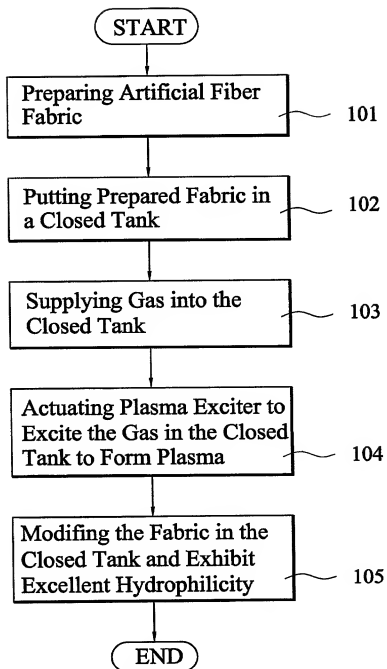 START
Preparing Artificial Fiber
Fabric
101
Putting Prepared Fabric in
a Closed Tank
102
Supplying Gas into the
Closed Tank
103
Actuating Plasma Exciter to
Excite the Gas in the Closed
Tank to Form Plasma
104
Modifing the Fabric in the
Closed Tank and Exhibit
Excellent Hydrophilicity
105
END